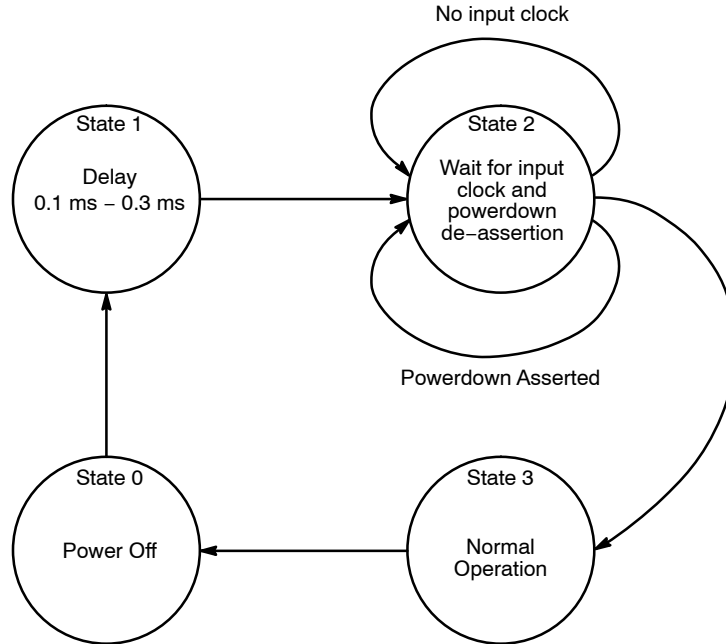 No input clock
State 1
Delay
0.1 ms − 0.3 ms
State 2
Wait for input
clock and
powerdown
de−assertion
Powerdown Asserted
State 0
Power Off
State 3
Normal
Operation